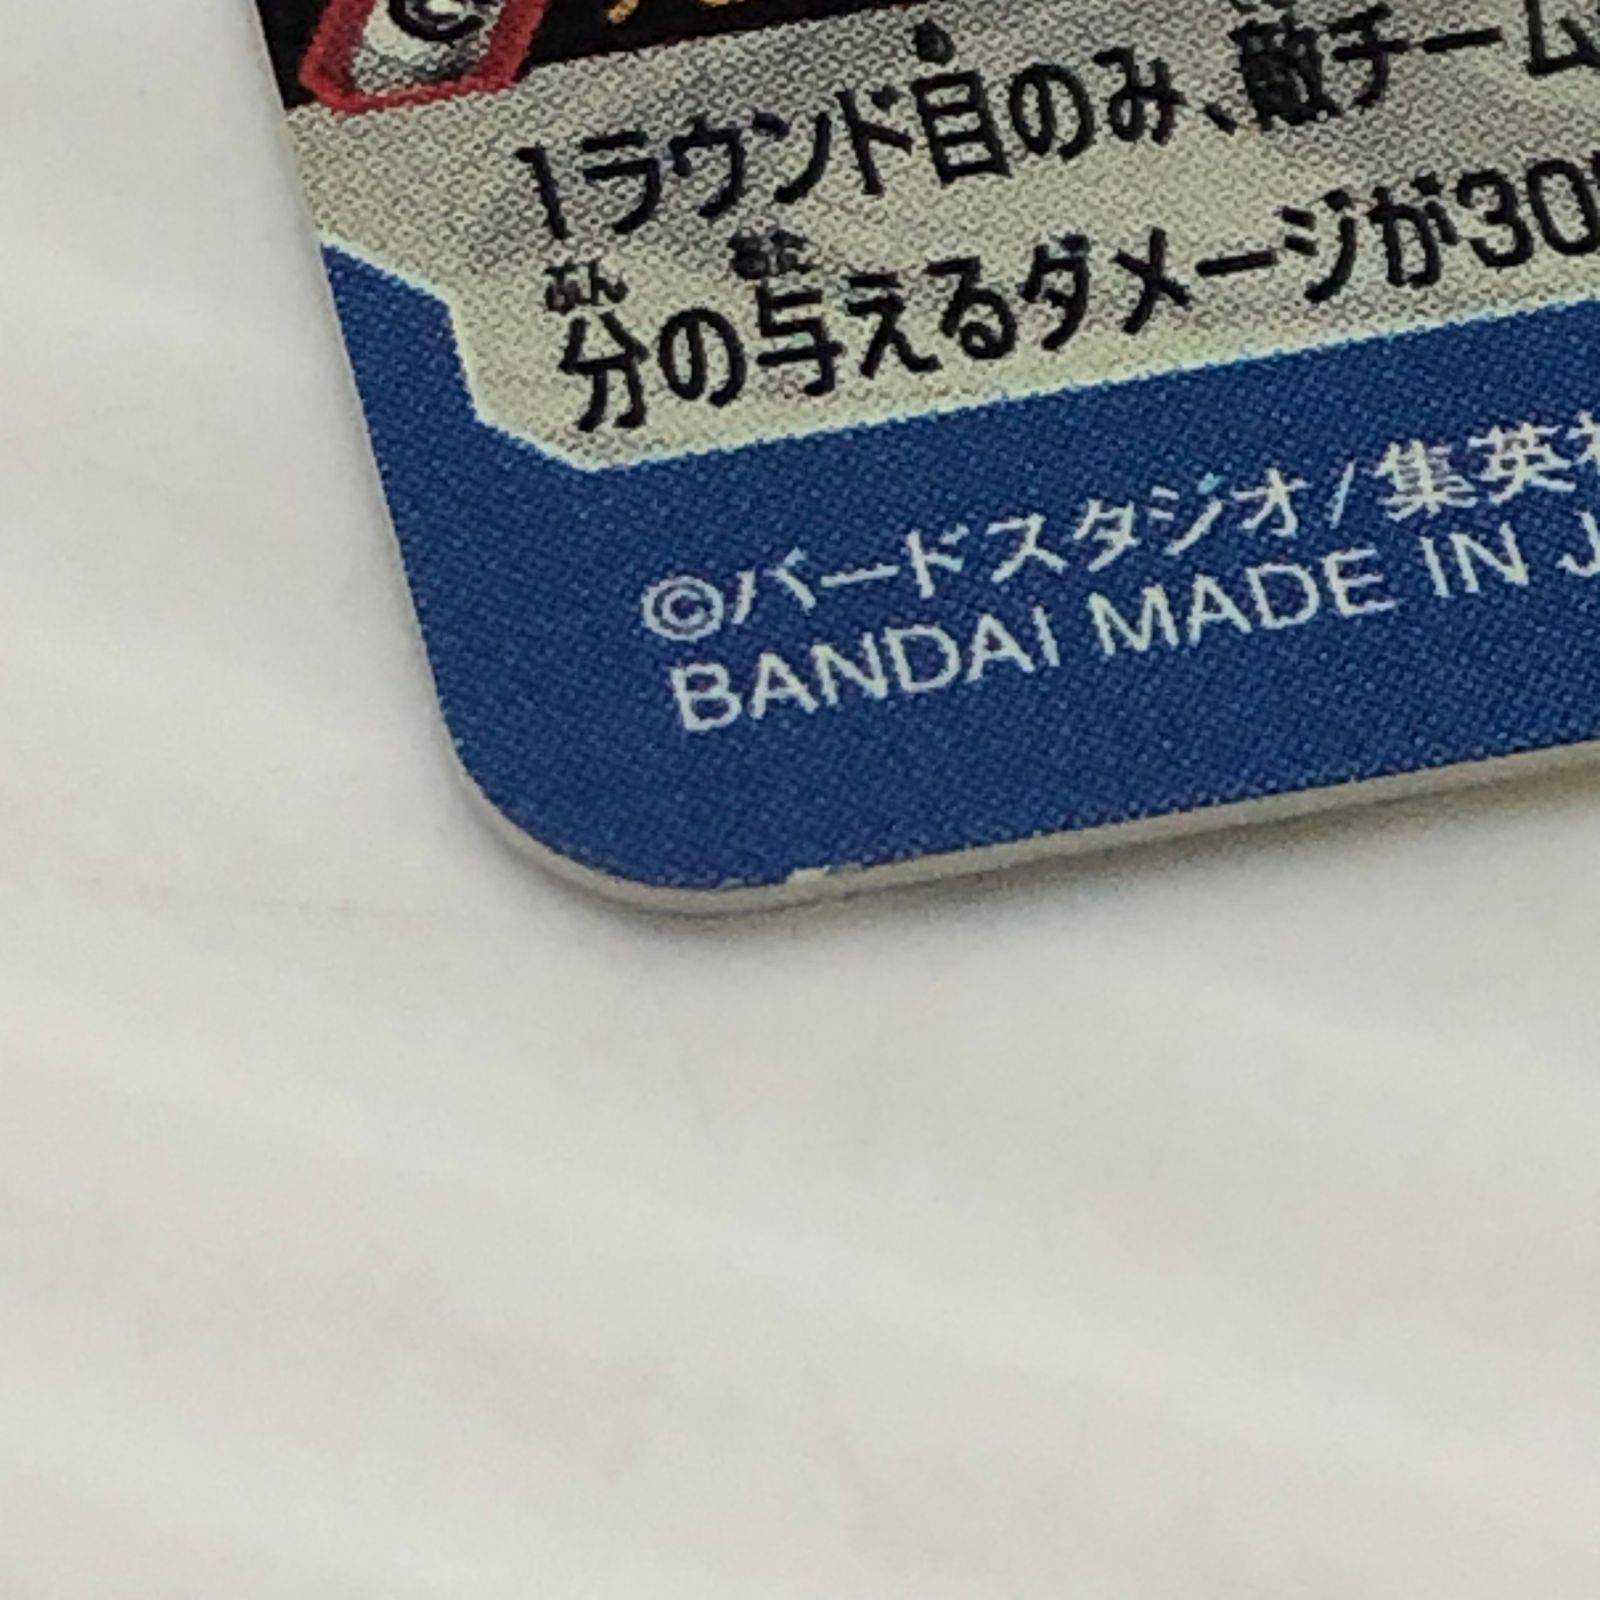 1ラウンド目のみ、敵チーム
分の与えるダメージが30
©バードスタジオ/集英
BANDAI MADE IN J